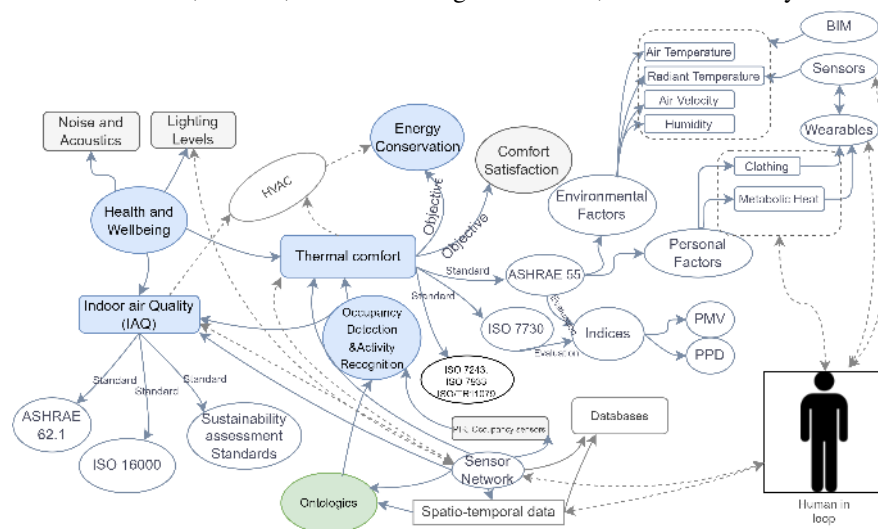 BIM
Air Temperature
Radiant Temperature
Sensors
Air Velocity
Humidity
Wearables
Noise and
Acoustics
Lighting
Levels
Energy
Conservation
Comfort
Satisfaction
HVAC
Objective
Objective
Environmental
Factors
Clothing
Metabolic Heat
Health and
Wellbeing
Thermal comfort
Personal
Factors
Standard
ASHRAE 55
Standard
Evaluation
Indoor air Quality
(IAQ)
Occupancy
Detection
&Activity
Recognition
ISO 7730
Evaluation
Indices
PMV
PPD
Standard
Standard
Standard
ISO 7243,
ISO 7933
ASHRAE
62.1
ISO 16000
Sustainability
assessment
Standards
Occupancy sensors
Databases
Sensor
Network
Ontologies
Spatio-temporal data
Human in
loop